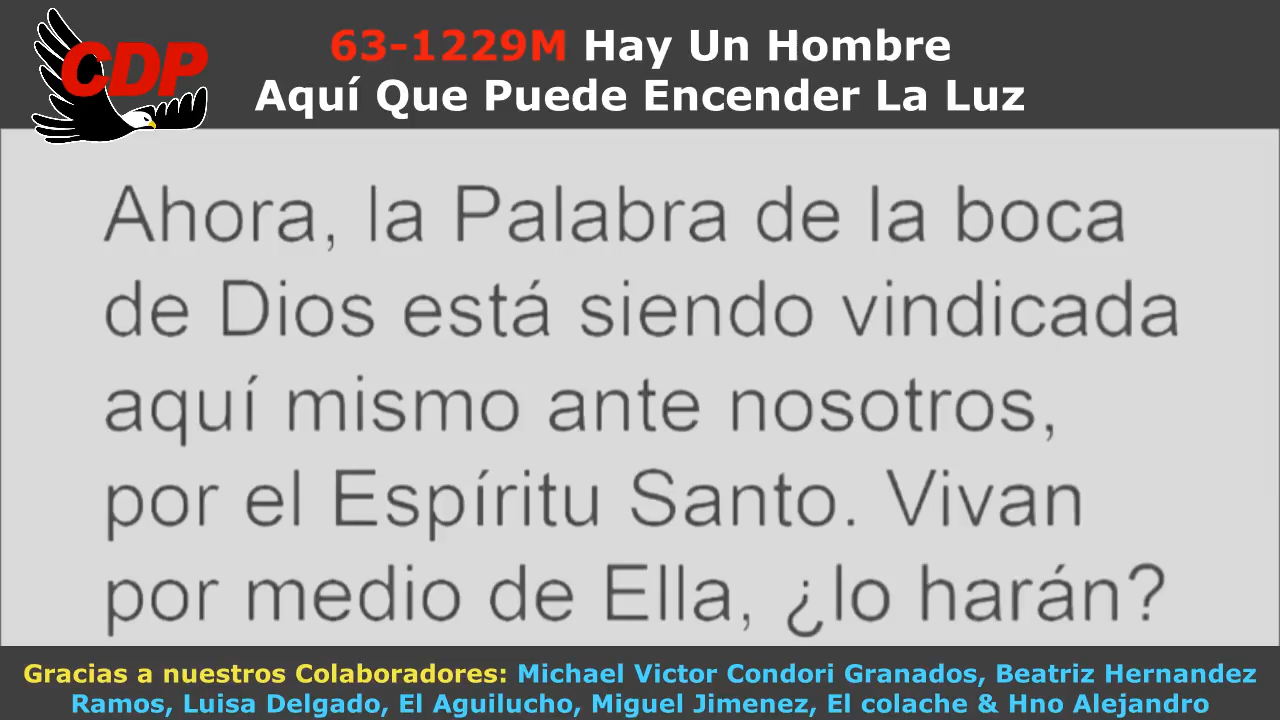 CDP
63-1229M Hay Un Hombre
Aquí Que Puede Encender La Luz
Ahora, la Palabra de la boca
de Dios está siendo vindicada
aquí mismo ante nosotros,
por el Espíritu Santo. Vivan
por medio de Ella, ¿lo harán?
Gracias a nuestros Colaboradores: Michael Victor Condori Granados, Beatriz Hernandez
Ramos, Luisa Delgado, El Aguilucho, Miguel Jimenez, El colache & Hno Alejandro